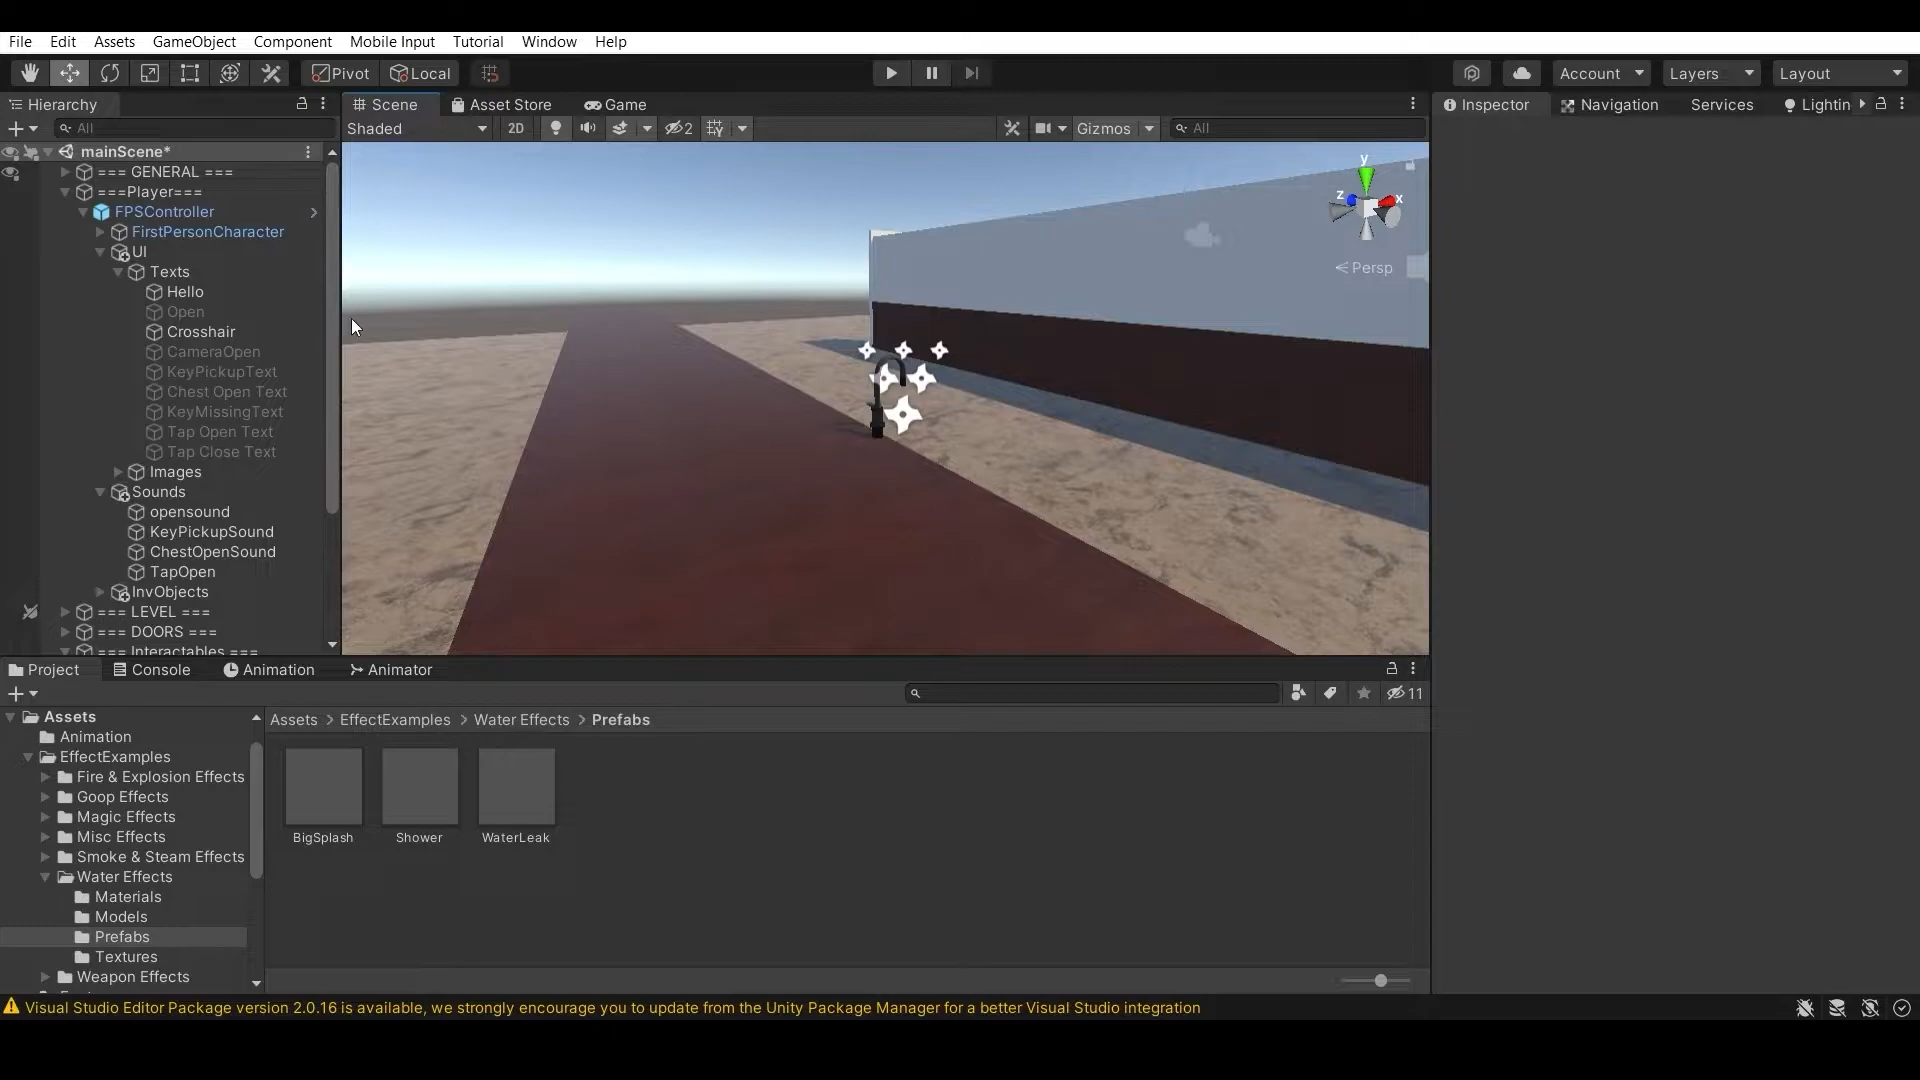 File Edit Assets GameObject Component Mobile Input Tutorial Window Help
Pivot Local Account Layers Layout
Hierarchy
All
mainScene*
=== GENERAL ===
===Player===
FPSController
FirstPersonCharacter
UI
Texts
Hello
Open
Crosshair
CameraOpen
KeyPickupText
Chest Open Text
KeyMissingText
Tap Open Text
Tap Close Text
Images
Sounds
opensound
KeyPickupSound
ChestOpenSound
TapOpen
InvObjects
=== LEVEL ===
=== DOORS ===
=== Interactables ===
Scene Asset Store Game
Shaded 2D 2 Gizmos All
y
z x
Persp
Inspector Navigation Services Lightin
Project Console Animation Animator
11
Assets
Animation
EffectExamples
Fire & Explosion Effects
Goop Effects
Magic Effects
Misc Effects
Smoke & Steam Effects
Water Effects
Materials
Models
Prefabs
Textures
Weapon Effects
Assets > EffectExamples > Water Effects > Prefabs
BigSplash Shower WaterLeak
Visual Studio Editor Package version 2.0.16 is available, we strongly encourage you to update from the Unity Package Manager for a better Visual Studio integration